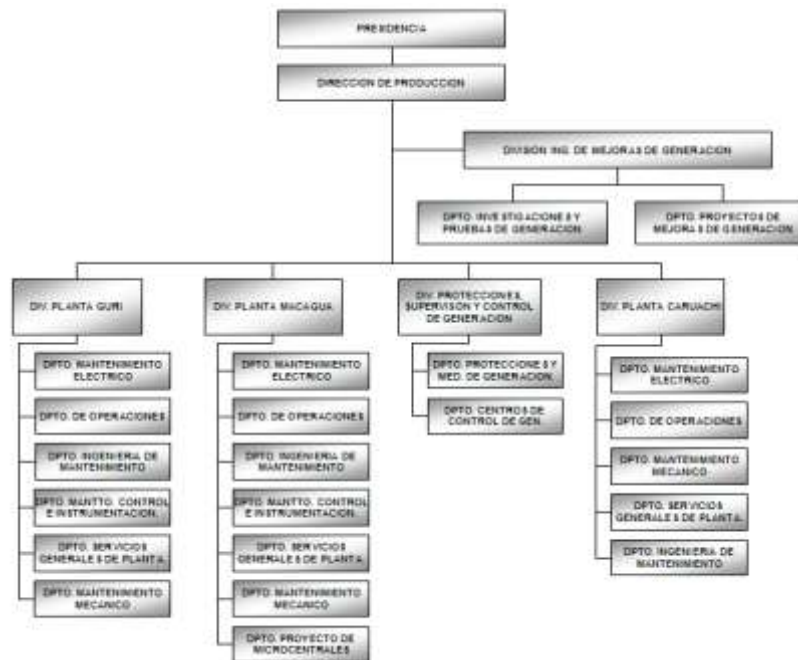 PRESIDENCIA
DIRECCION DE PRODUCCION
DIVISION ING. DE MEJORAS DE GENERACION
DPTO. INVESTIGACIONES Y
PRUEBAS DE GENERACION
DPTO. PROYECTOS DE
MEJORAS DE GENERACION
DIV. PLANTA GURI
DPTO. MANTENIMIENTO
ELECTRICO
DPTO. DE OPERACIONES
DPTO. INGENIERIA DE
MANTENIMIENTO
DPTO. MANTTO. CONTROL
E INSTRUMENTACION.
DPTO. SERVICIOS
GENERALES DE PLANTA.
DPTO. MANTENIMIENTO
MECANICO
DIV. PLANTA MACAGUA
DPTO. MANTENIMIENTO
ELECTRICO
DPTO. DE OPERACIONES
DPTO. INGENIERIA DE
MANTENIMIENTO
DPTO. MANTTO. CONTROL
E INSTRUMENTACION.
DPTO. SERVICIOS
GENERALES DE PLANTA
DPTO. MANTENIMIENTO
MECANICO
DPTO. PROYECTO DE
MICROCENTRALES
DIV. PROTECCIONES,
SUPERVISON Y CONTROL
DE GENERACION
DPTO. PROTECCIONES Y
MED. DE GENERACION.
DPTO. CENTROS DE
CONTROL DE GEN.
DIV. PLANTA CARUACHI
DPTO. MANTENIMIENTO
ELECTRICO
DPTO. DE OPERACIONES
DPTO. MANTENIMIENTO
MECANICO
DPTO. SERVICIOS
GENERALES DE PLANTA.
DPTO. INGENIERIA DE
MANTENIMIENTO